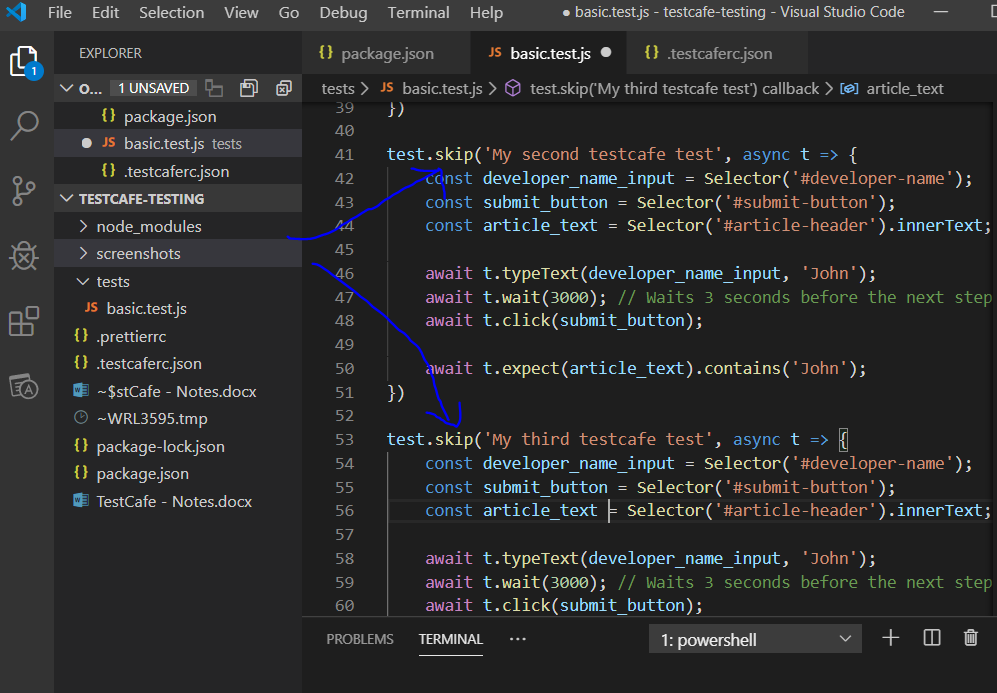 File Edit Selection View Go Debug Terminal Help ● basic.test.js - testcafe-testing - Visual Studio Code
EXPLORER
O... 1 UNSAVED
{} package.json
● JS basic.test.js tests
{} .testcaferc.json
TESTCAFE-TESTING
node_modules
screenshots
tests
JS basic.test.js
{} .prettierrc
{} .testcaferc.json
~$stCafe - Notes.docx
~WRL3595.tmp
{} package-lock.json
{} package.json
TestCafe - Notes.docx
1
{} package.json JS basic.test.js ● {} .testcaferc.json
tests > JS basic.test.js > test.skip('My third testcafe test') callback > article_text
39 })
40
41 test.skip('My second testcafe test', async t => {
42 const developer_name_input = Selector('#developer-name');
43 const submit_button = Selector('#submit-button');
44 const article_text = Selector('#article-header').innerText;
45
46 await t.typeText(developer_name_input, 'John');
47 await t.wait(3000); // Waits 3 seconds before the next step
48 await t.click(submit_button);
49
50 await t.expect(article_text).contains('John');
51 })
52
53 test.skip('My third testcafe test', async t => {
54 const developer_name_input = Selector('#developer-name');
55 const submit_button = Selector('#submit-button');
56 const article_text = Selector('#article-header').innerText;
57
58 await t.typeText(developer_name_input, 'John');
59 await t.wait(3000); // Waits 3 seconds before the next step
60 await t.click(submit_button);
PROBLEMS TERMINAL ··· 1: powershell